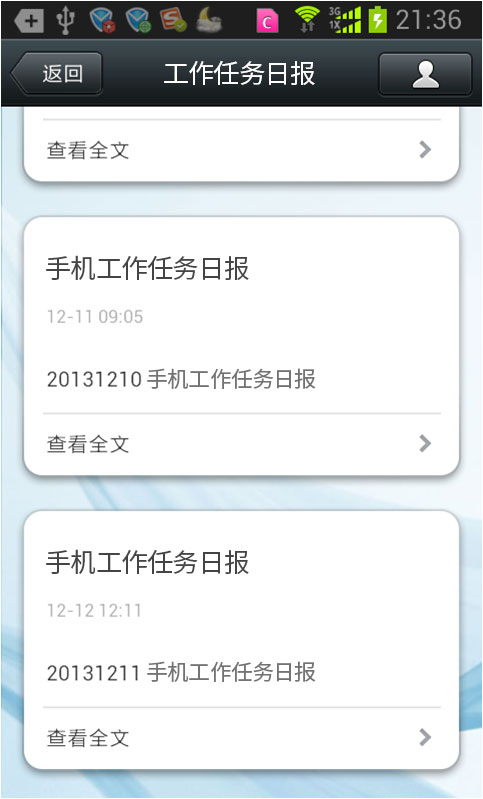 3G
1X
21:36
返回
工作任务日报
查看全文
手机工作任务日报
12-11 09:05
20131210 手机工作任务日报
查看全文
手机工作任务日报
12-12 12:11
20131211 手机工作任务日报
查看全文